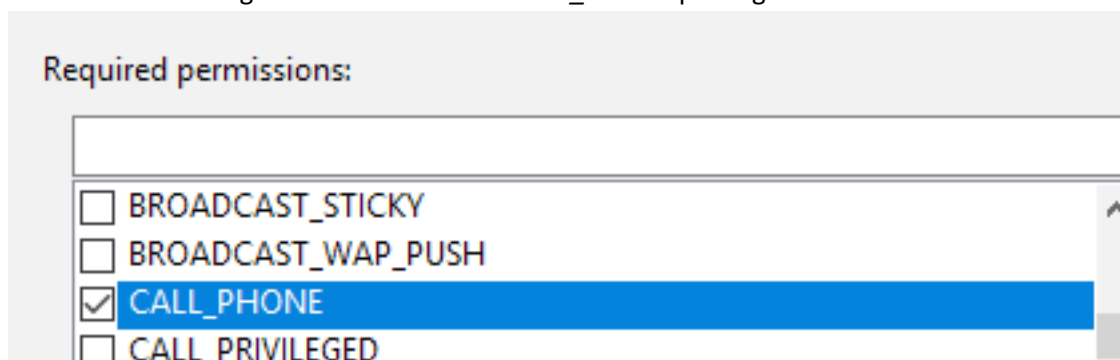 Required permissions:
BROADCAST_STICKY
BROADCAST_WAP_PUSH
CALL_PHONE
CALL_PRIVILEGED